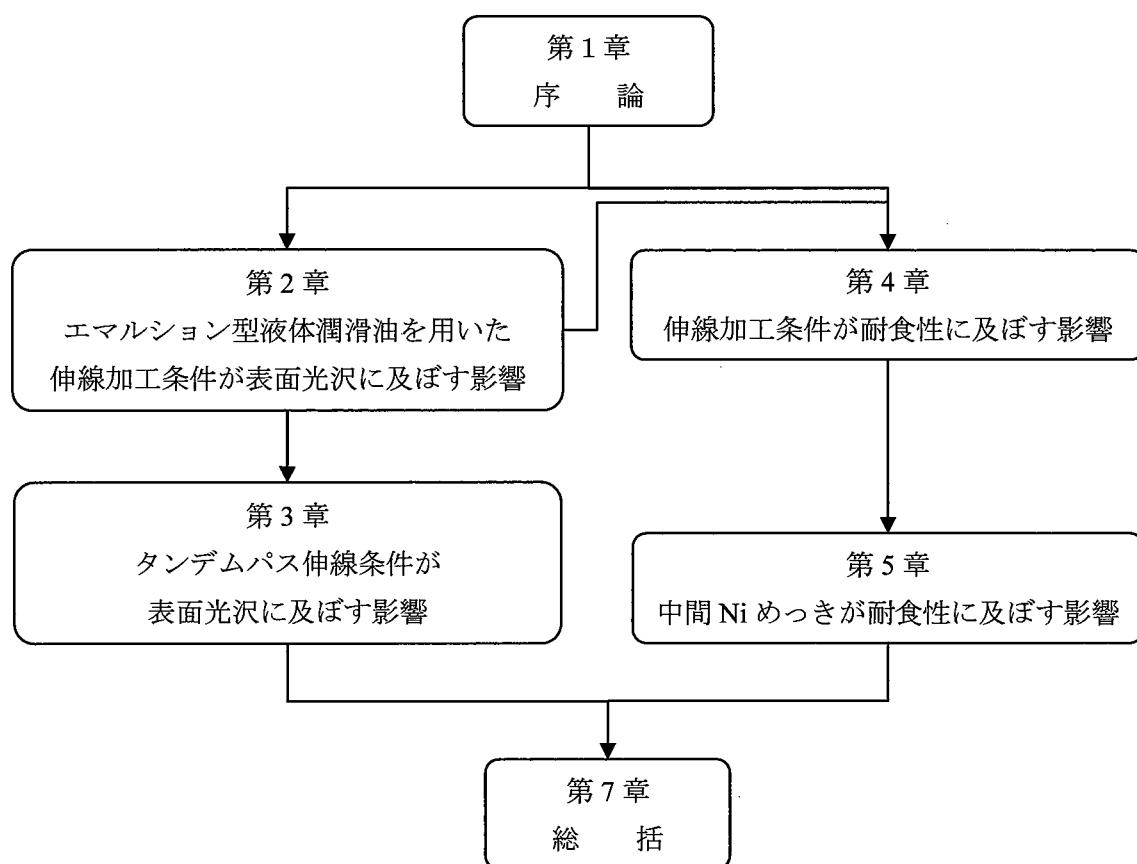 第1章
序 論
第2章
エマルション型液体潤滑油を用いた
伸線加工条件が表面光沢に及ぼす影響
第4章
伸線加工条件が耐食性に及ぼす影響
第3章
タンデムパス伸線条件が
表面光沢に及ぼす影響
第5章
中間Niめっきが耐食性に及ぼす影響
第7章
総 括